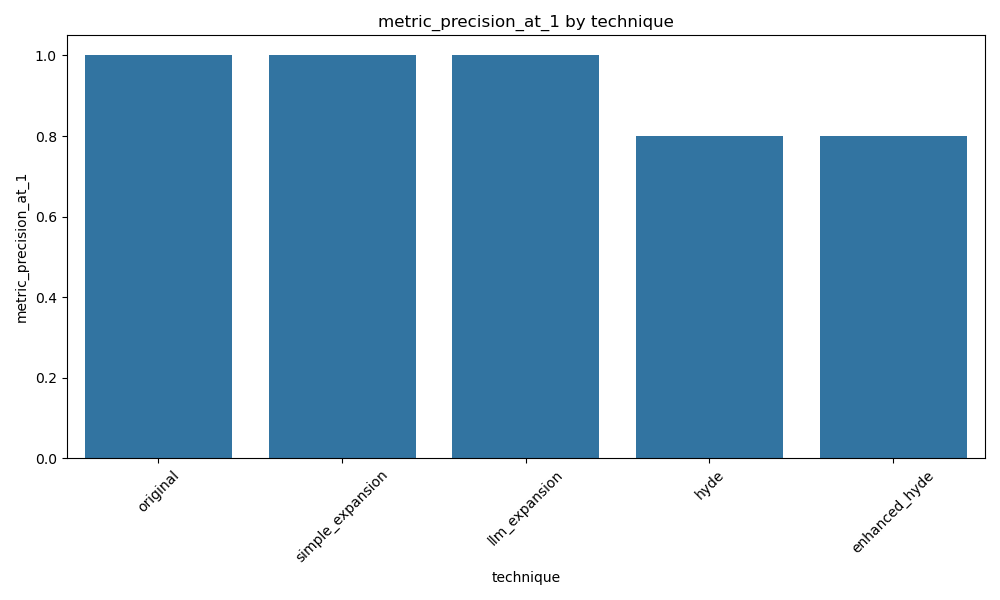 metric_precision_at_1 by technique
metric_precision_at_1
1.0
0.8
0.6
0.4
0.2
0.0
original
simple_expansion
llm_expansion
hyde
enhanced_hyde
technique